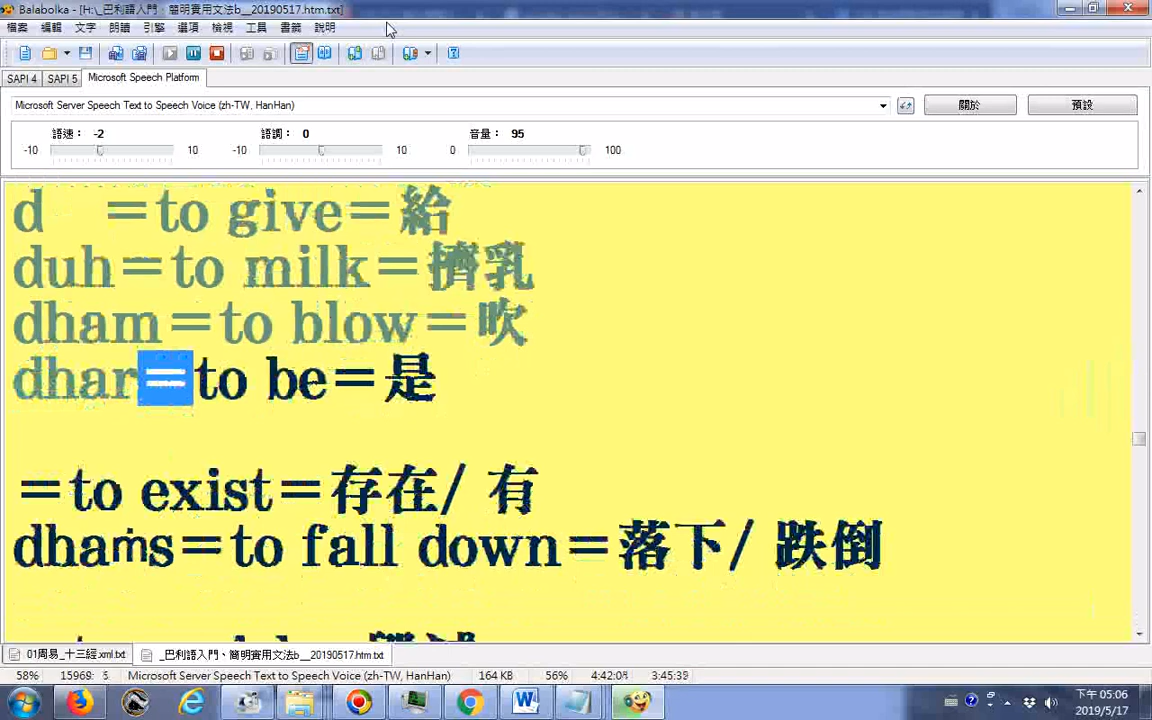 Balabolka - [H:\_巴利語入門、簡明實用文法b__20190517.htm.txt]
檔案 編輯 文字 朗讀 引擎 選項 檢視 工具 書籤 說明
SAPI 4 SAPI 5 Microsoft Speech Platform
Microsoft Server Speech Text to Speech Voice (zh-TW, HanHan)
關於 預設
語速： -2 語調： 0 音量： 95
-10 10 -10 10 0 100
d =to give=給
duh=to milk=擠乳
dham=to blow=吹
dhar=to be=是
=to exist=存在/ 有
dhaṁs=to fall down=落下/ 跌倒
01周易_十三經.xml.txt _巴利語入門、簡明實用文法b__20190517.htm.txt
58% 15969: 5 Microsoft Server Speech Text to Speech Voice (zh-TW, HanHan) 164 KB 56% 4:42:08 3:45:39
下午 05:06
2019/5/17